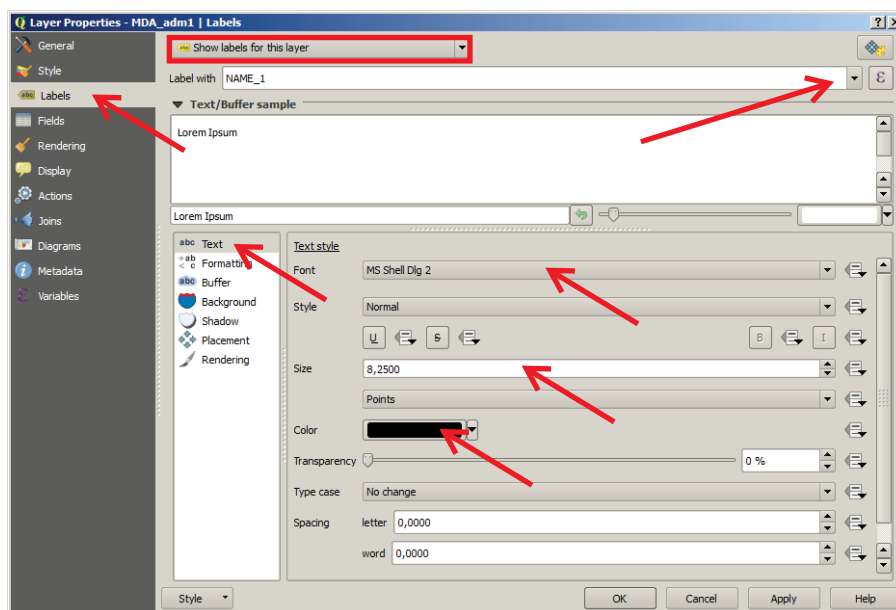 Layer Properties - MDA_adm1 | Labels
General
Style
Labels
Fields
Rendering
Display
Actions
Joins
Diagrams
Metadata
Variables
Show labels for this layer
Label with NAME_1
Text/Buffer sample
Lorem Ipsum
Lorem Ipsum
abc Text
Formatting
abc Buffer
Background
Shadow
Placement
Rendering
Text style
Font MS Shell Dlg 2
Style Normal
U S B I
Size 8,2500
Points
Color
Transparency 0 %
Type case No change
Spacing letter 0,0000
word 0,0000
Style OK Cancel Apply Help